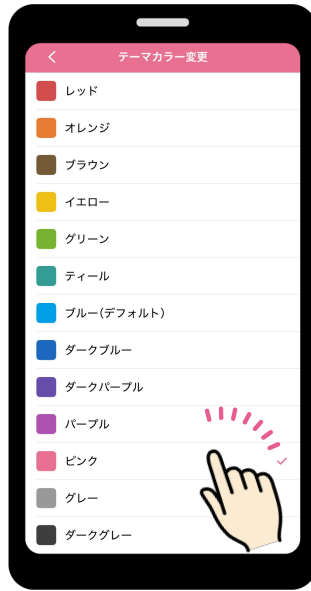 テーマカラー変更
レッド
オレンジ
ブラウン
イエロー
グリーン
ティール
ブルー(デフォルト)
ダークブルー
ダークパープル
パープル
ピンク
グレー
ダークグレー